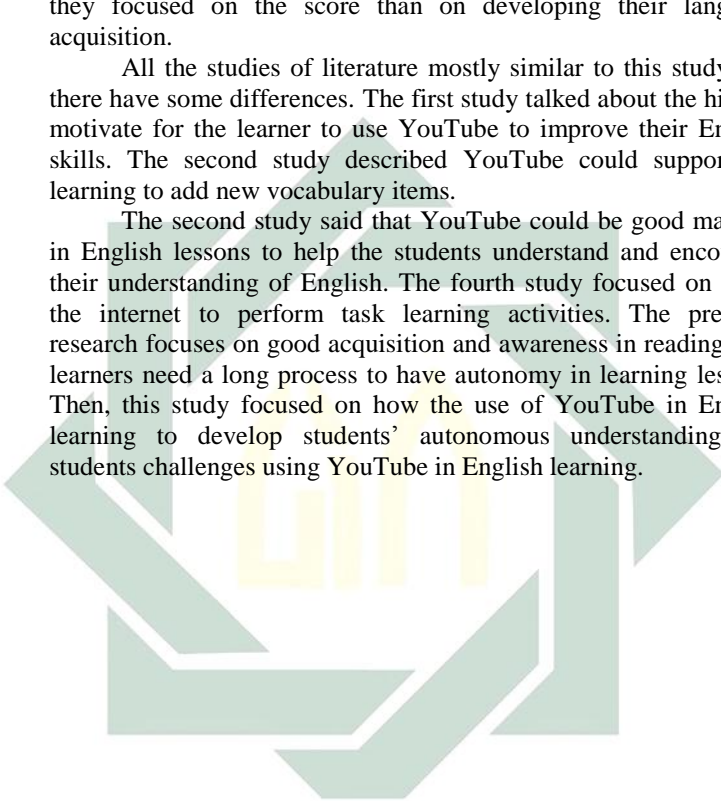 they focused on the score than on developing their lang
acquisition.
All the studies of literature mostly similar to this study
there have some differences. The first study talked about the hi
motivate for the learner to use YouTube to improve their En
skills. The second study described YouTube could suppor
learning to add new vocabulary items.
The second study said that YouTube could be good ma
in English lessons to help the students understand and enco
their understanding of English. The fourth study focused on
the internet to perform task learning activities. The pre
research focuses on good acquisition and awareness in reading
learners need a long process to have autonomy in learning les
Then, this study focused on how the use of YouTube in En
learning to develop students’ autonomous understanding
students challenges using YouTube in English learning.